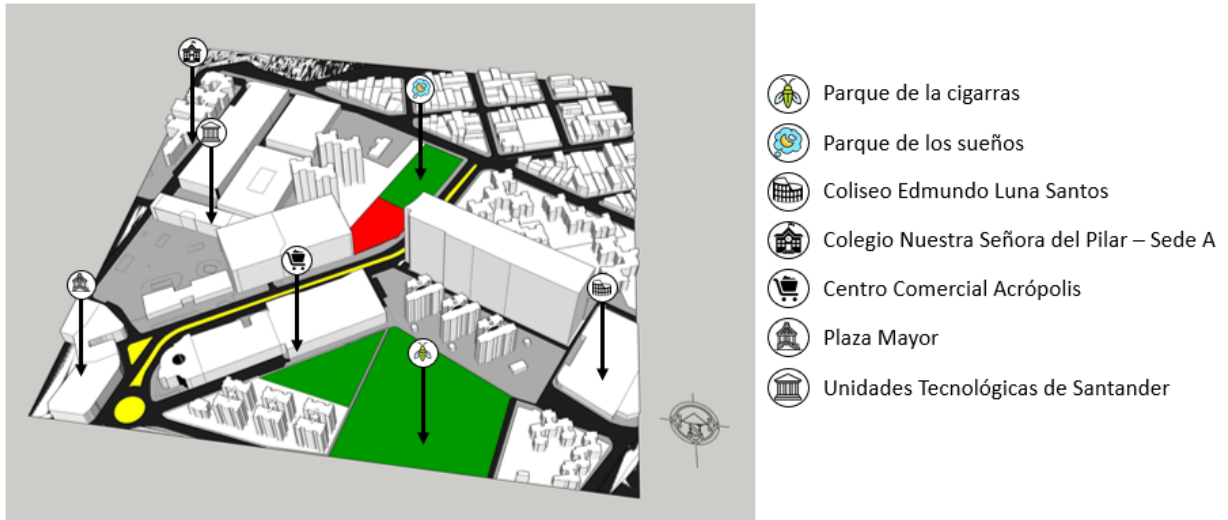 Parque de la cigarras
Parque de los sueños
Coliseo Edmundo Luna Santos
Colegio Nuestra Señora del Pilar – Sede A
Centro Comercial Acrópolis
Plaza Mayor
Unidades Tecnológicas de Santander